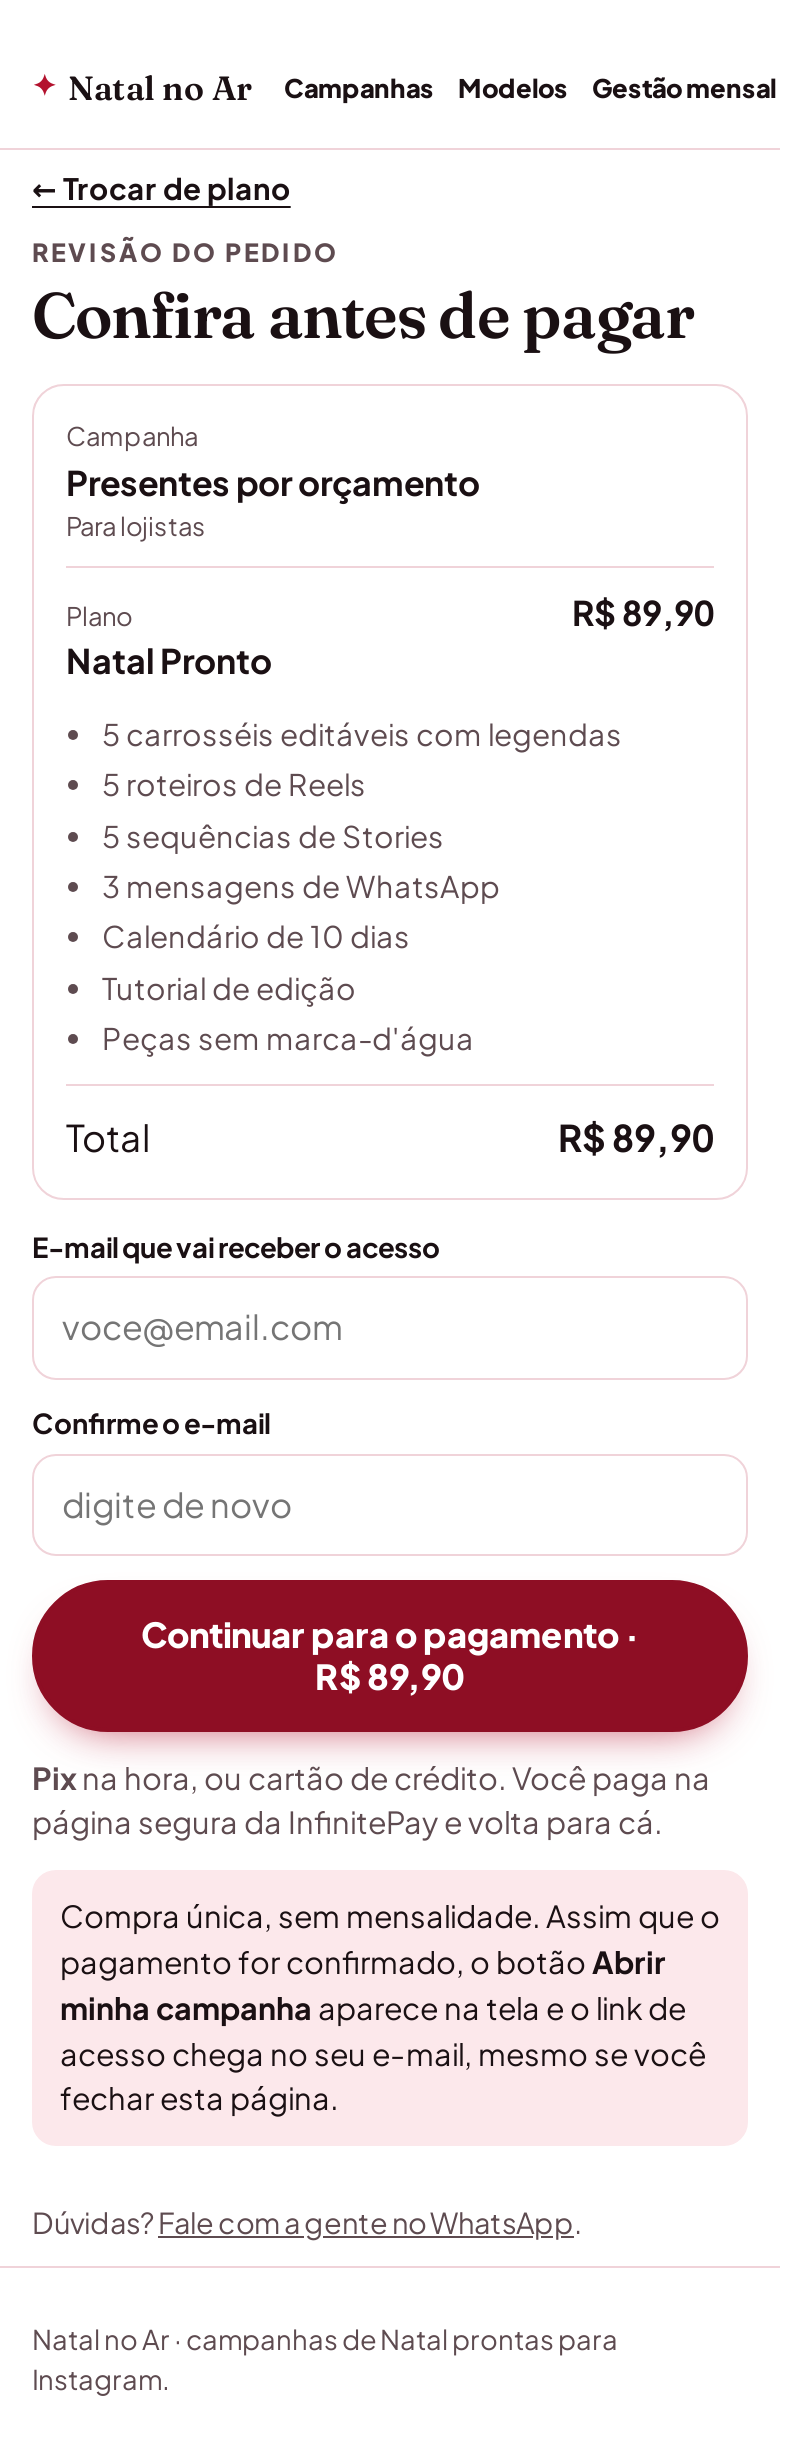 ✦ Natal no Ar Campanhas Modelos Gestão mensal
← Trocar de plano
REVISÃO DO PEDIDO
Confira antes de pagar
Campanha
Presentes por orçamento
Para lojistas
Plano R$ 89,90
Natal Pronto
• 5 carrosséis editáveis com legendas
• 5 roteiros de Reels
• 5 sequências de Stories
• 3 mensagens de WhatsApp
• Calendário de 10 dias
• Tutorial de edição
• Peças sem marca-d'água
Total R$ 89,90
E-mail que vai receber o acesso
voce@email.com
Confirme o e-mail
digite de novo
Continuar para o pagamento ·
R$ 89,90
Pix na hora, ou cartão de crédito. Você paga na
página segura da InfinitePay e volta para cá.
Compra única, sem mensalidade. Assim que o
pagamento for confirmado, o botão Abrir
minha campanha aparece na tela e o link de
acesso chega no seu e-mail, mesmo se você
fechar esta página.
Dúvidas? Fale com a gente no WhatsApp.
Natal no Ar · campanhas de Natal prontas para
Instagram.